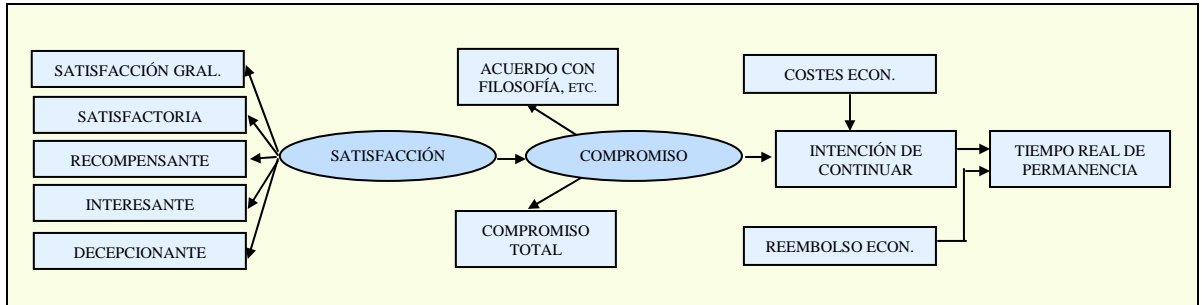 SATISFACCIÓN GRAL.
SATISFACTORIA
RECOMPENSANTE
INTERESANTE
DECEPCIONANTE
SATISFACCIÓN
ACUERDO CON
FILOSOFÍA, ETC.
COMPROMISO
COMPROMISO
TOTAL
COSTES ECON.
INTENCIÓN DE
CONTINUAR
REEMBOLSO ECON.
TIEMPO REAL DE
PERMANENCIA